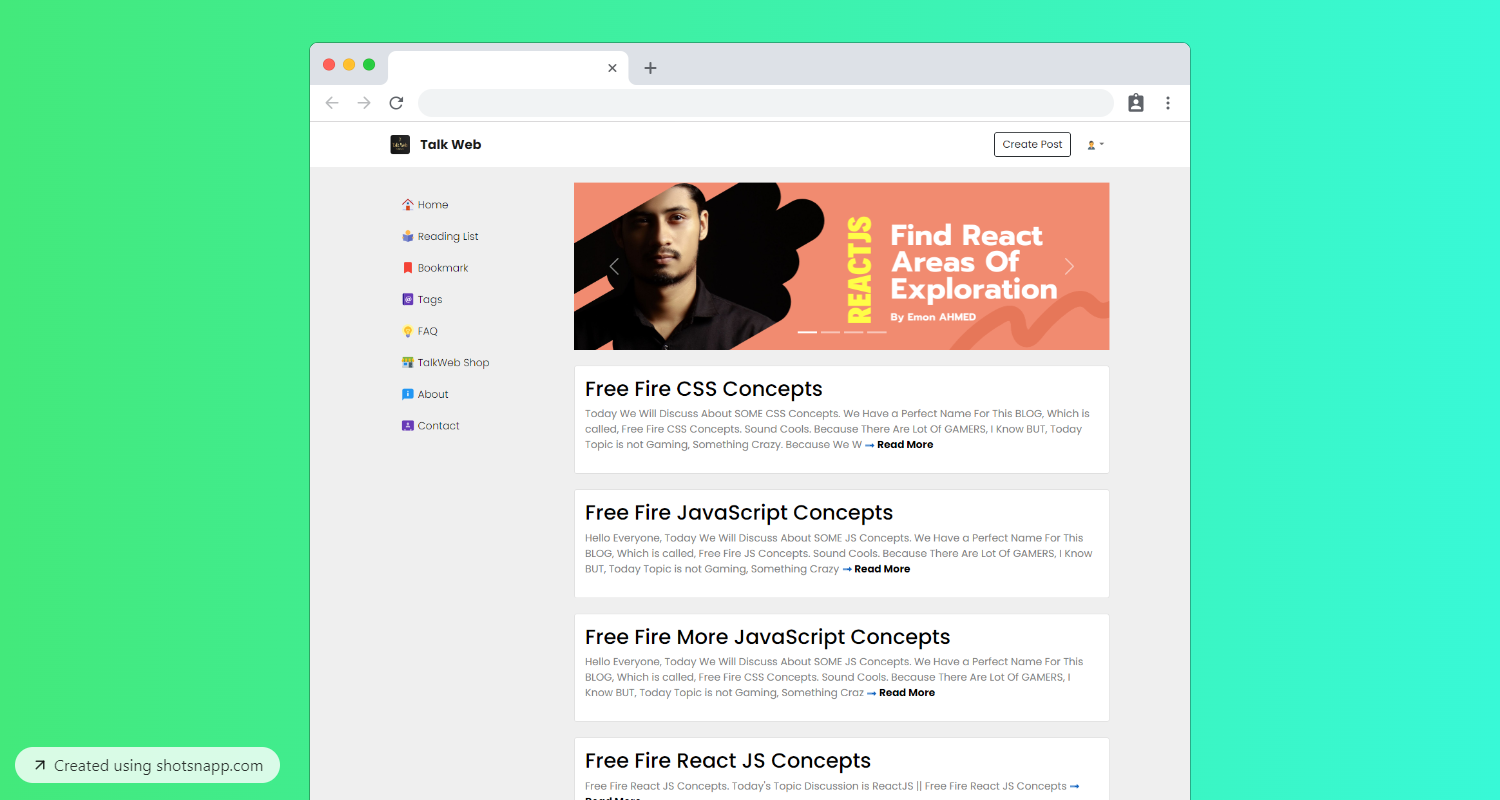 Talk Web
Create Post
Home
Reading List
Bookmark
Tags
FAQ
TalkWeb Shop
About
Contact
REACTJS
Find React
Areas Of
Exploration
By Emon AHMED
Free Fire CSS Concepts
Today We Will Discuss About SOME CSS Concepts. We Have a Perfect Name For This BLOG, Which is
called, Free Fire CSS Concepts. Sound Cools. Because There Are Lot Of GAMERS, I Know BUT, Today
Topic is not Gaming, Something Crazy. Because We W ➞ Read More
Free Fire JavaScript Concepts
Hello Everyone, Today We Will Discuss About SOME JS Concepts. We Have a Perfect Name For This
BLOG, Which is called, Free Fire JS Concepts. Sound Cools. Because There Are Lot Of GAMERS, I Know
BUT, Today Topic is not Gaming, Something Crazy ➞ Read More
Free Fire More JavaScript Concepts
Hello Everyone, Today We Will Discuss About SOME JS Concepts. We Have a Perfect Name For This
BLOG, Which is called, Free Fire CSS Concepts. Sound Cools. Because There Are Lot Of GAMERS, I
Know BUT, Today Topic is not Gaming, Something Craz ➞ Read More
Free Fire React JS Concepts
Free Fire React JS Concepts, Today's Topic Discussion is ReactJS || Free Fire React JS Concepts ➞
Read More
Created using shotsnapp.com